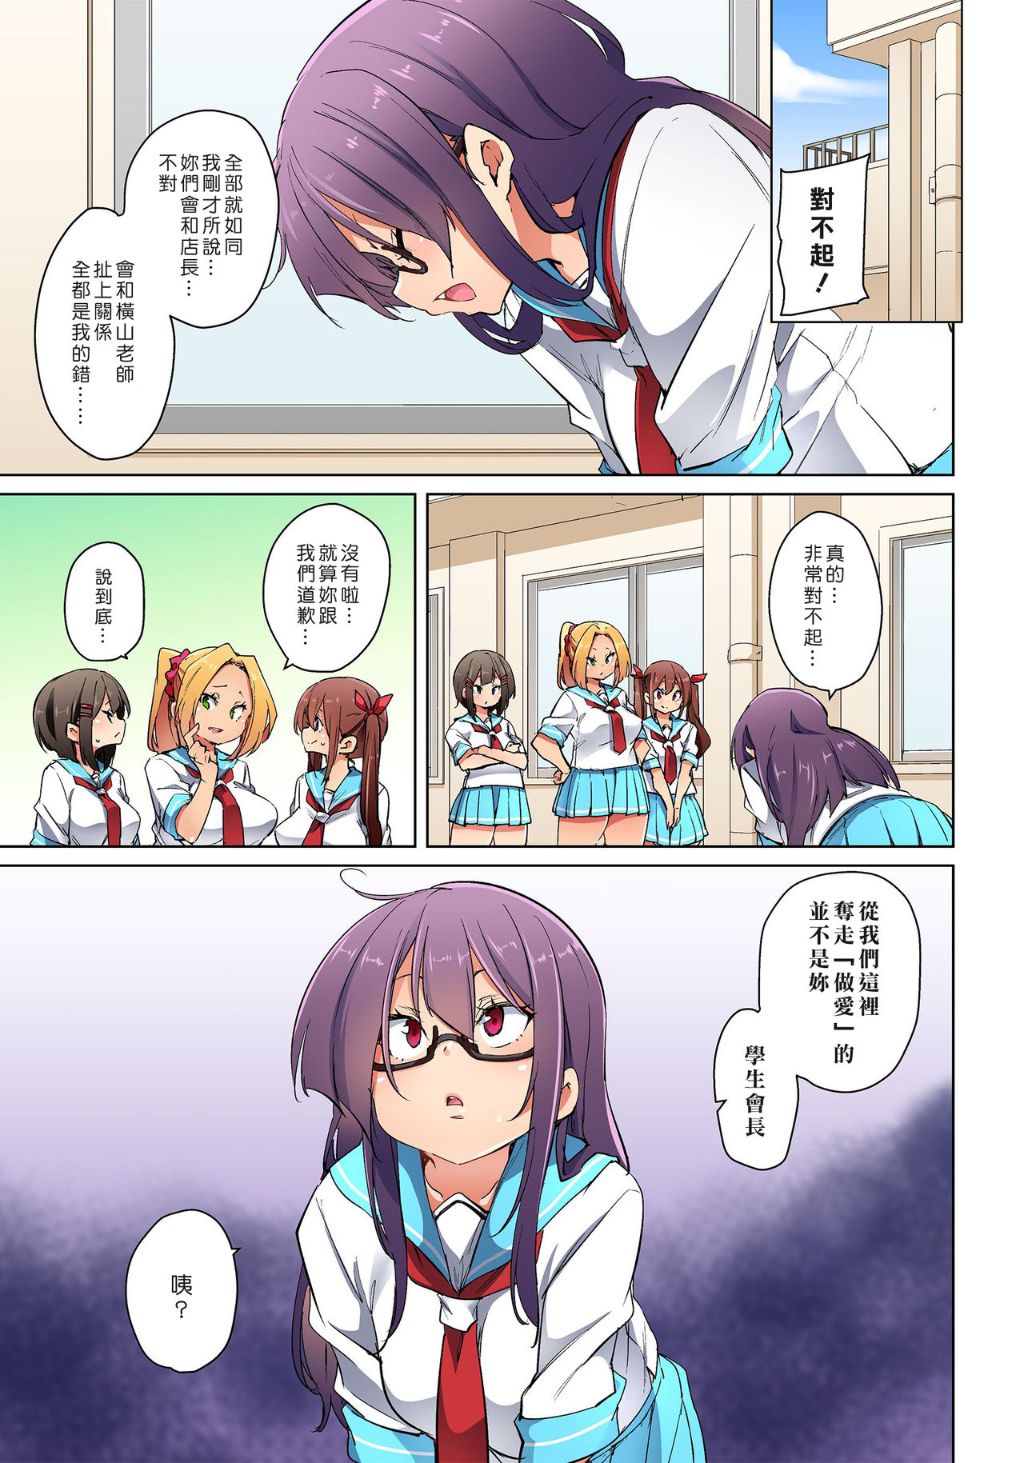 對不起！
全部就如同
我剛才所說…
妳們會和店長…
不對
會和橫山老師
扯上關係
全都是我的錯……
真的…
非常對不起…
沒有啦…
就算妳跟
我們道歉…
說到底…
從我們這裡
奪走「做愛」的
並不是妳
學生會長
咦？